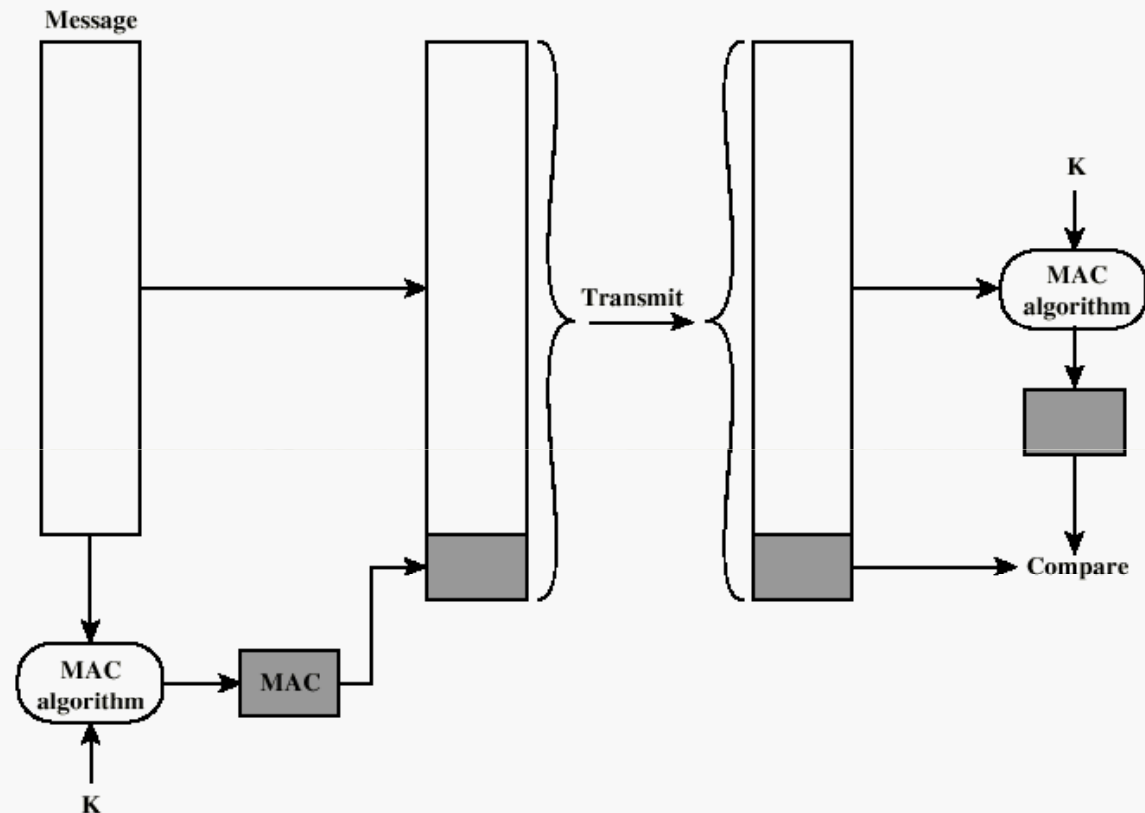 Message
K
MAC
algorithm
Transmit
Compare
MAC
algorithm
MAC
K